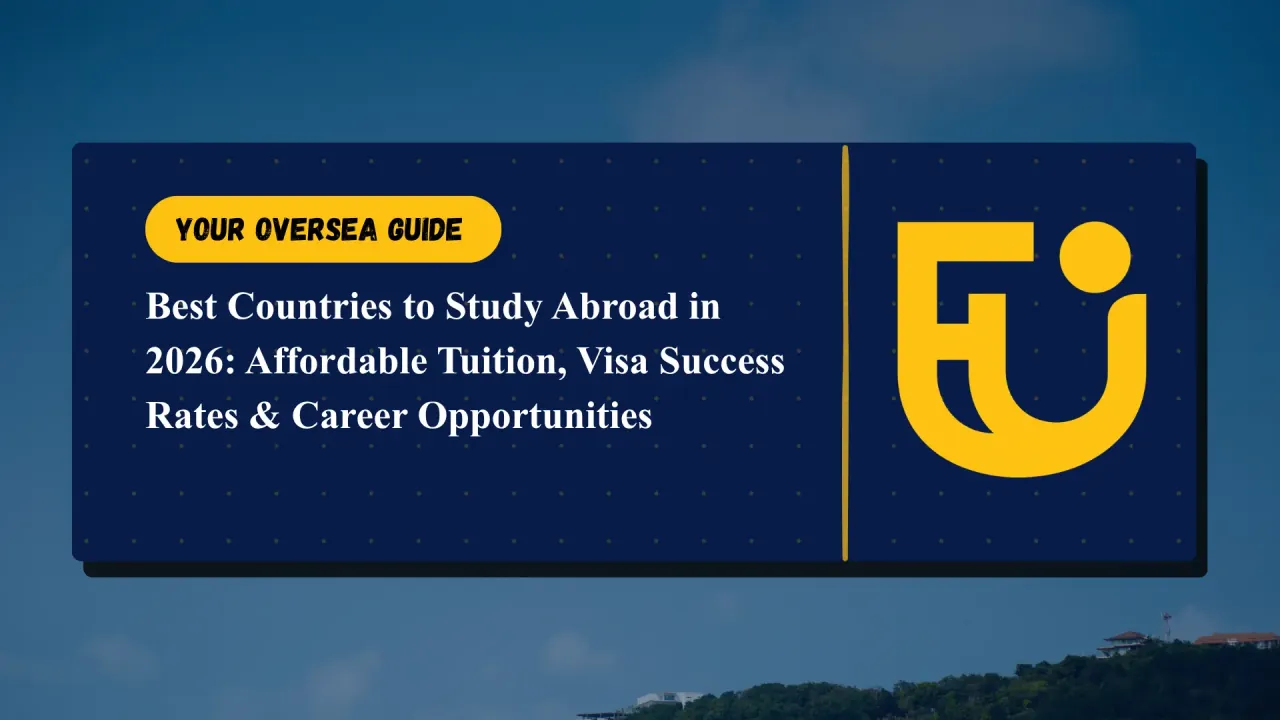 YOUR OVERSEA GUIDE
Best Countries to Study Abroad in
2026: Affordable Tuition, Visa Success
Rates & Career Opportunities